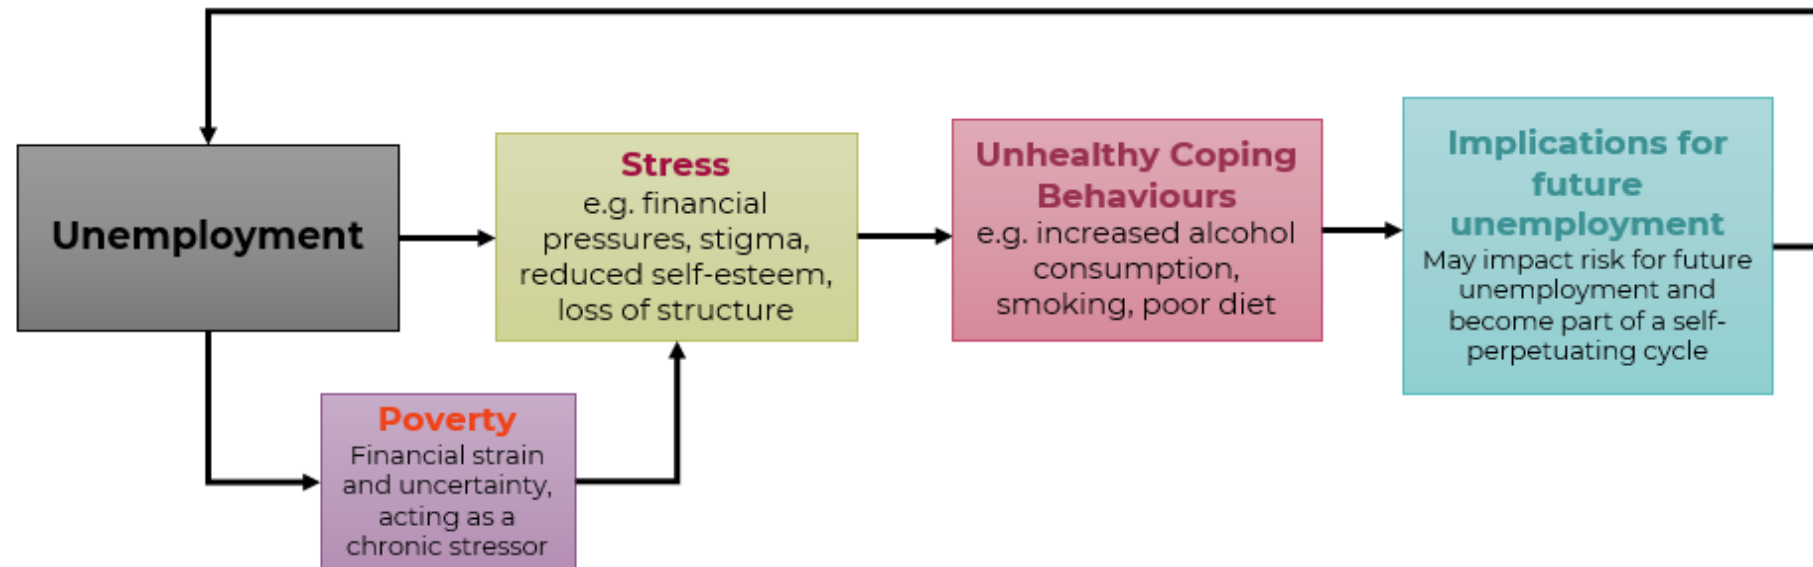 Unemployment
Stress
e.g. financial
pressures, stigma,
reduced self-esteem,
loss of structure
Unhealthy Coping
Behaviours
e.g. increased alcohol
consumption,
smoking, poor diet
Implications for
future
unemployment
May impact risk for future
unemployment and
become part of a self-
perpetuating cycle
Poverty
Financial strain
and uncertainty,
acting as a
chronic stressor